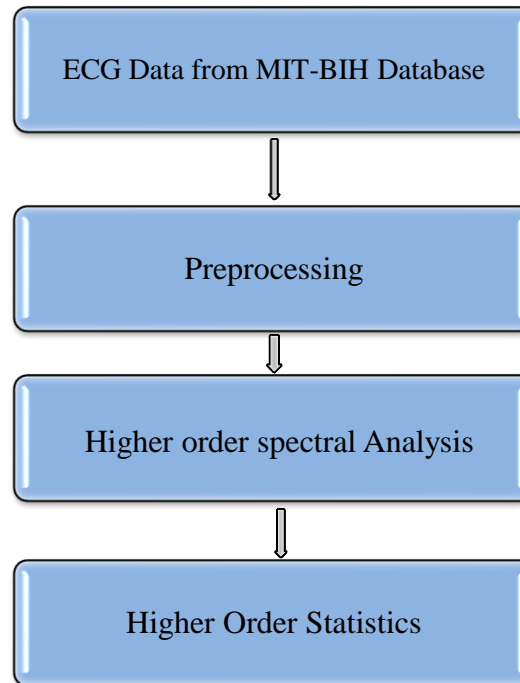 ECG Data from MIT-BIH Database
Preprocessing
Higher order spectral Analysis
Higher Order Statistics